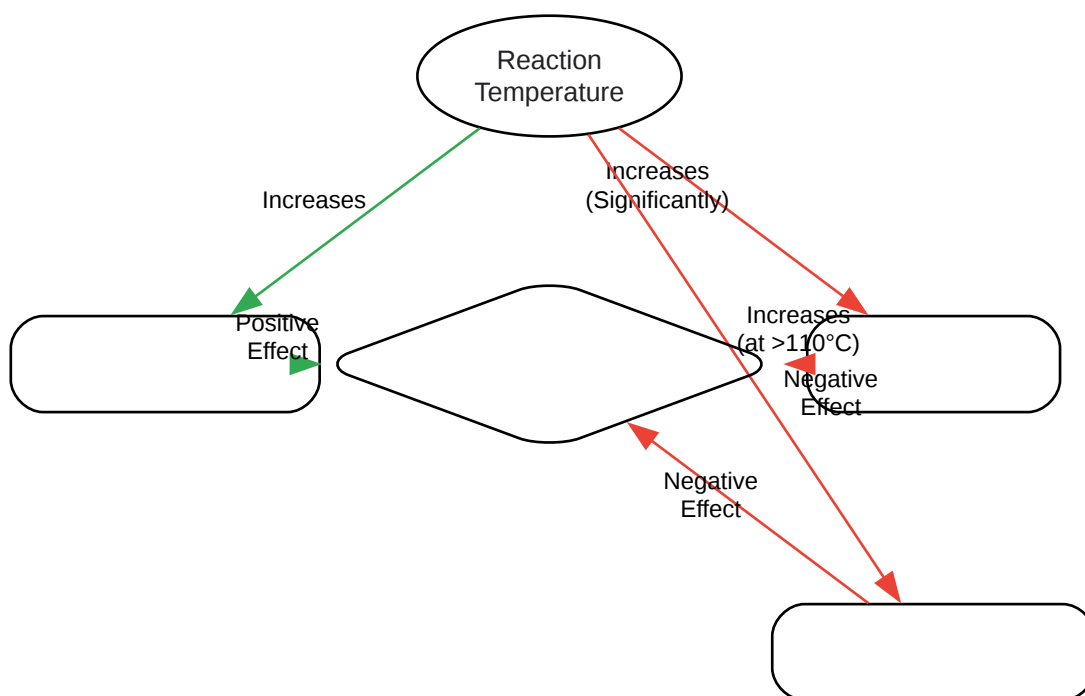 Reaction
Temperature
Increases
(Significantly)
Increases
Positive
Effect
Increases
(at >110°C)
Negative
Effect
Negative
Effect